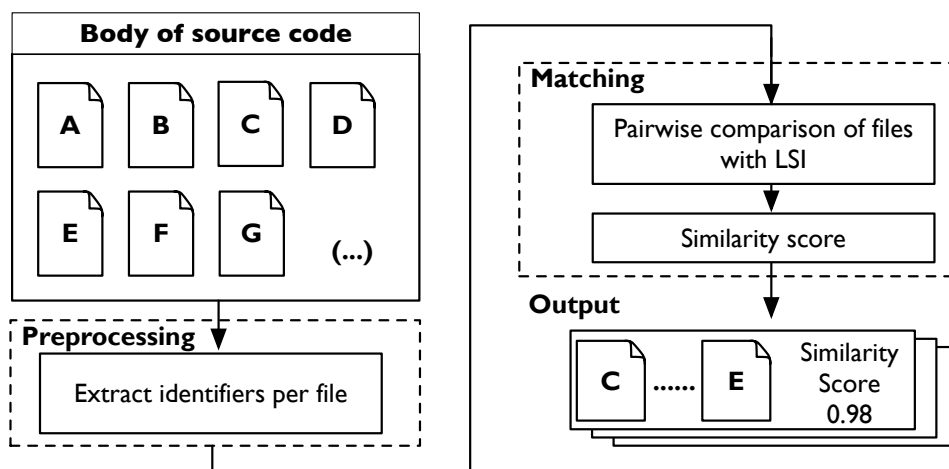 Body of source code
A
B
C
D
E
F
G
(...)
Preprocessing
Extract identifiers per file
Matching
Pairwise comparison of files
with LSI
Similarity score
Output
C ...... E
Similarity
Score
0.98